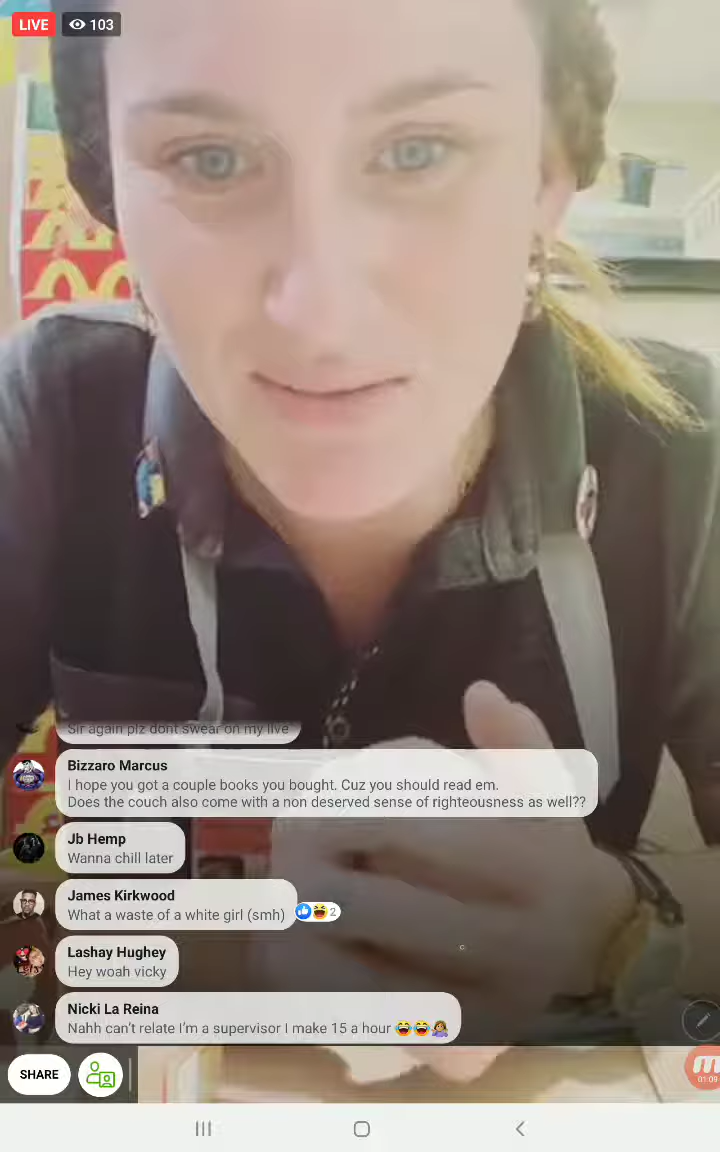 LIVE
103
Sir again plz dont swear on my live
Bizzaro Marcus
I hope you got a couple books you bought. Cuz you should read em.
Does the couch also come with a non deserved sense of righteousness as well??
Jb Hemp
Wanna chill later
James Kirkwood
What a waste of a white girl (smh)
2
Lashay Hughey
Hey woah vicky
Nicki La Reina
Nahh can't relate I'm a supervisor I make 15 a hour 😂😂🤷🏽‍♀️
SHARE
01:09